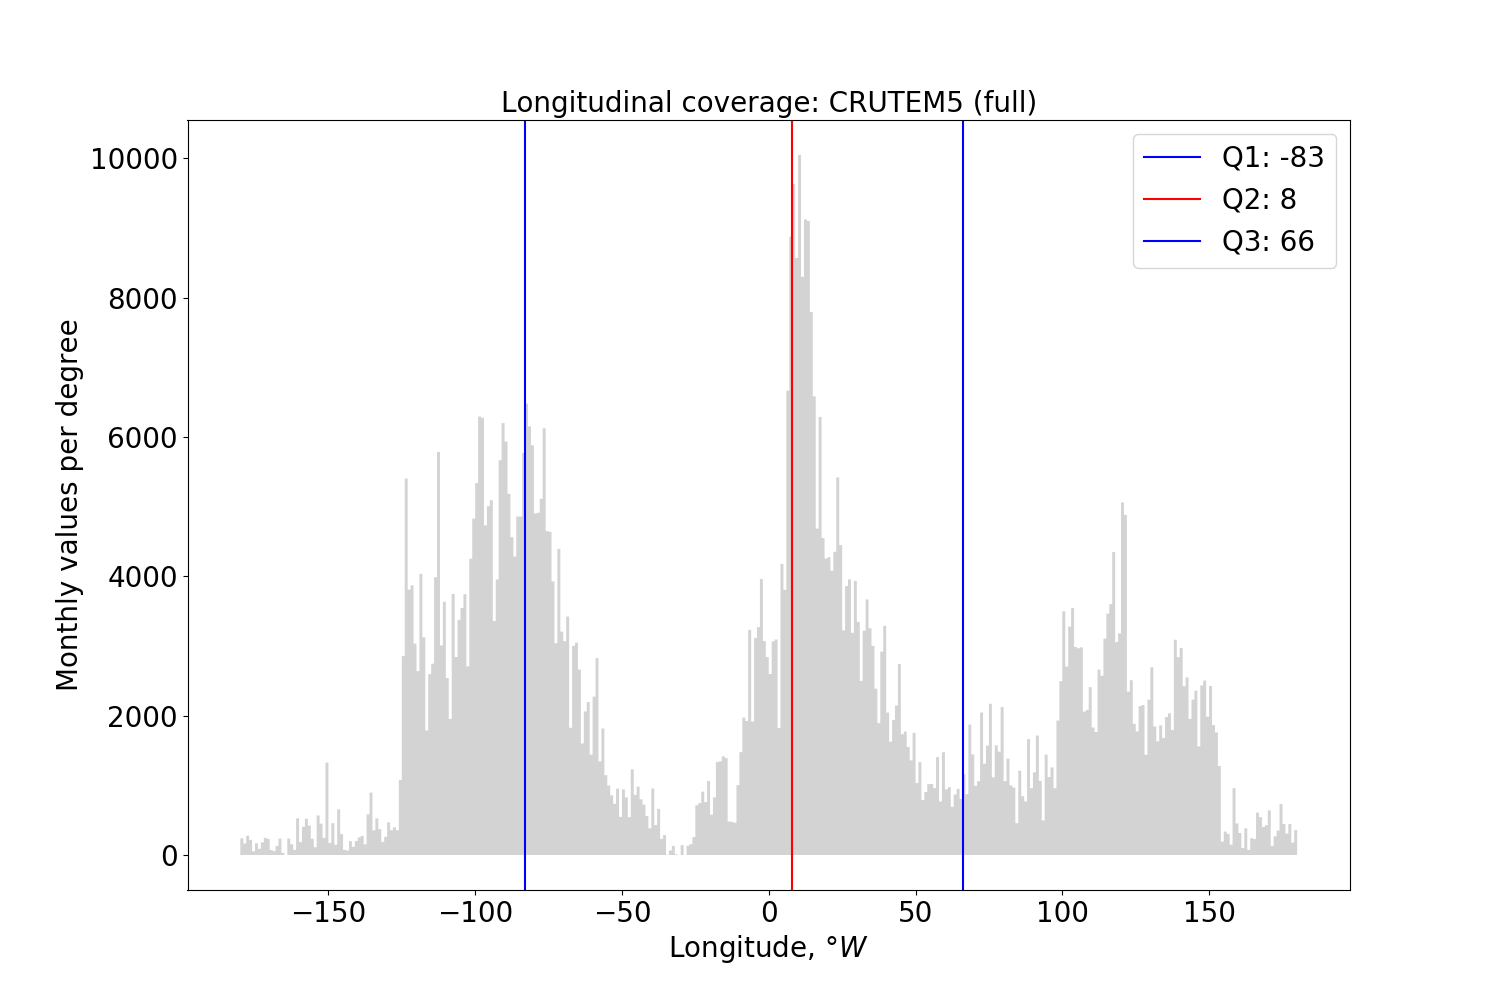 Longitudinal coverage: CRUTEM5 (full)
Monthly values per degree
10000
8000
6000
4000
2000
0
Q1: -83
Q2: 8
Q3: 66
−150
−100
−50
0
50
100
150
Longitude, °W